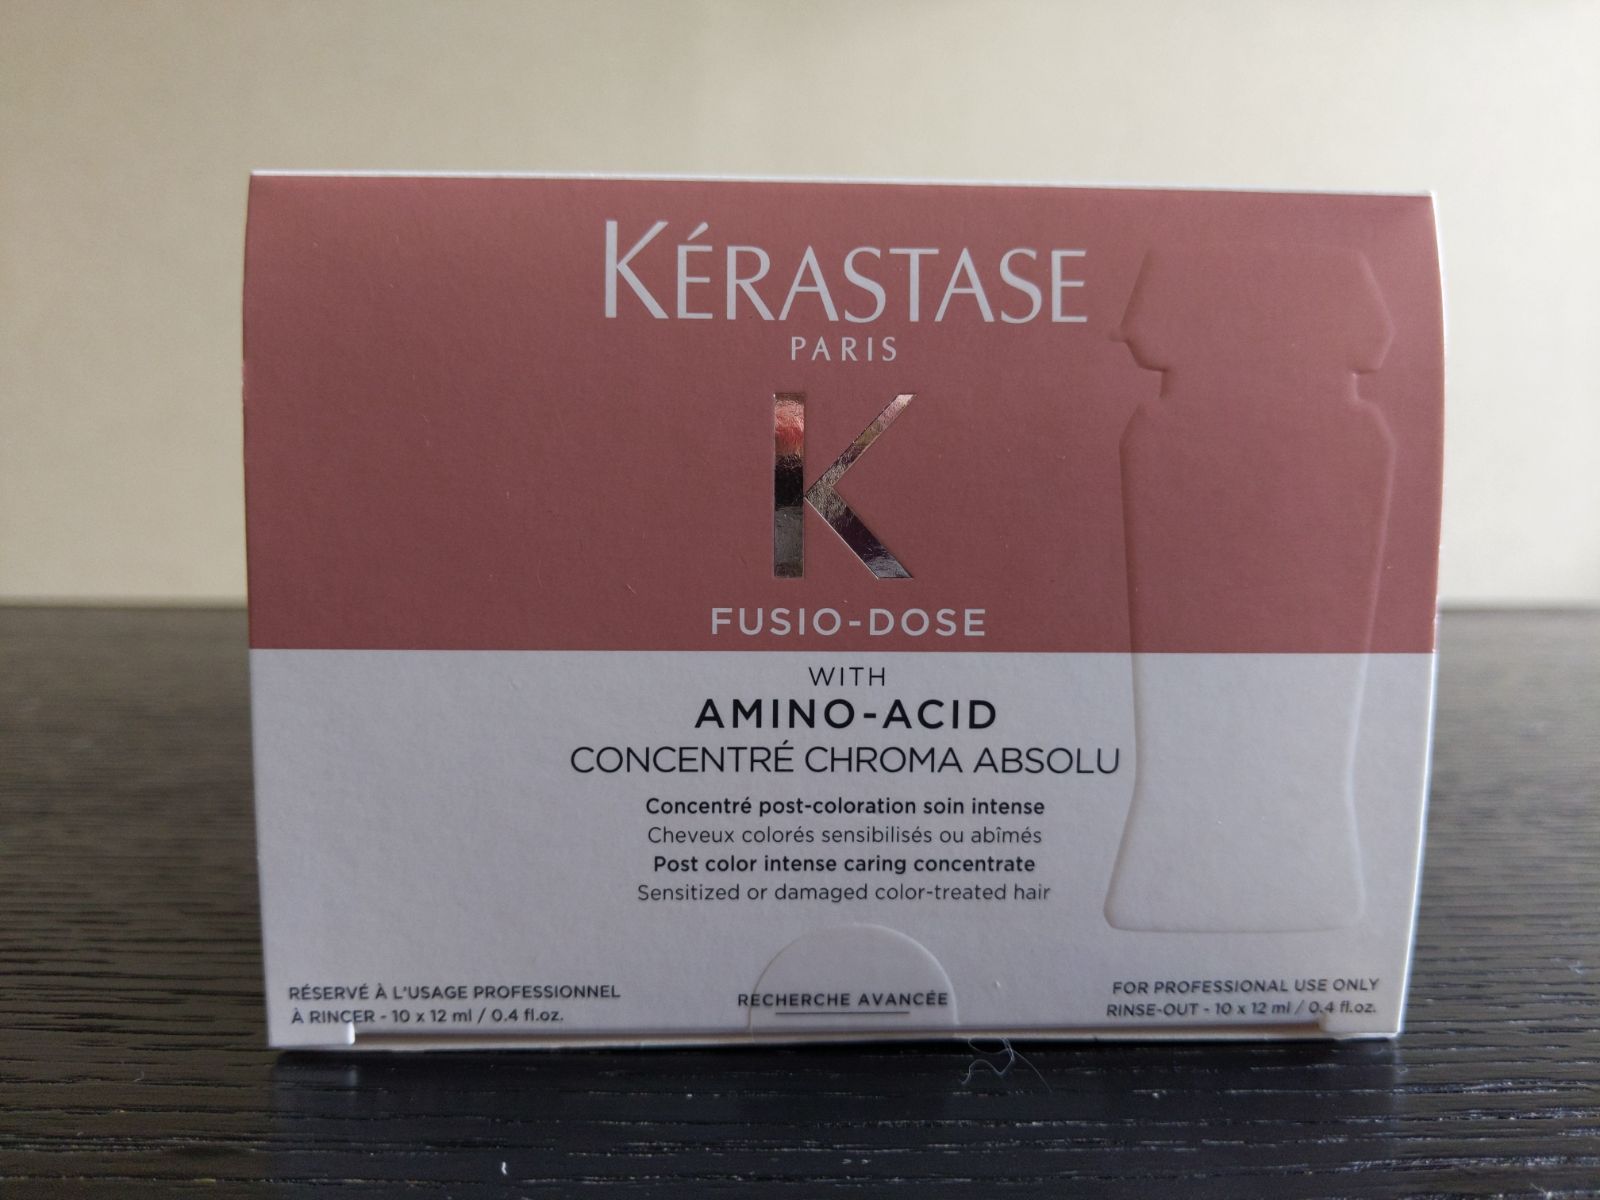 KÉRASTASE
PARIS
K
FUSIO-DOSE
WITH
AMINO-ACID
CONCENTRÉ CHROMA ABSOLU
Concentré post-coloration soin intense
Cheveux colorés sensibilisés ou abîmés
Post color intense caring concentrate
Sensitized or damaged color-treated hair
RÉSERVÉ À L'USAGE PROFESSIONNEL
À RINCER - 10 x 12 ml / 0.4 fl.oz.
RECHERCHE AVANCÉE
FOR PROFESSIONAL USE ONLY
RINSE-OUT - 10 x 12 ml / 0.4 fl.oz.